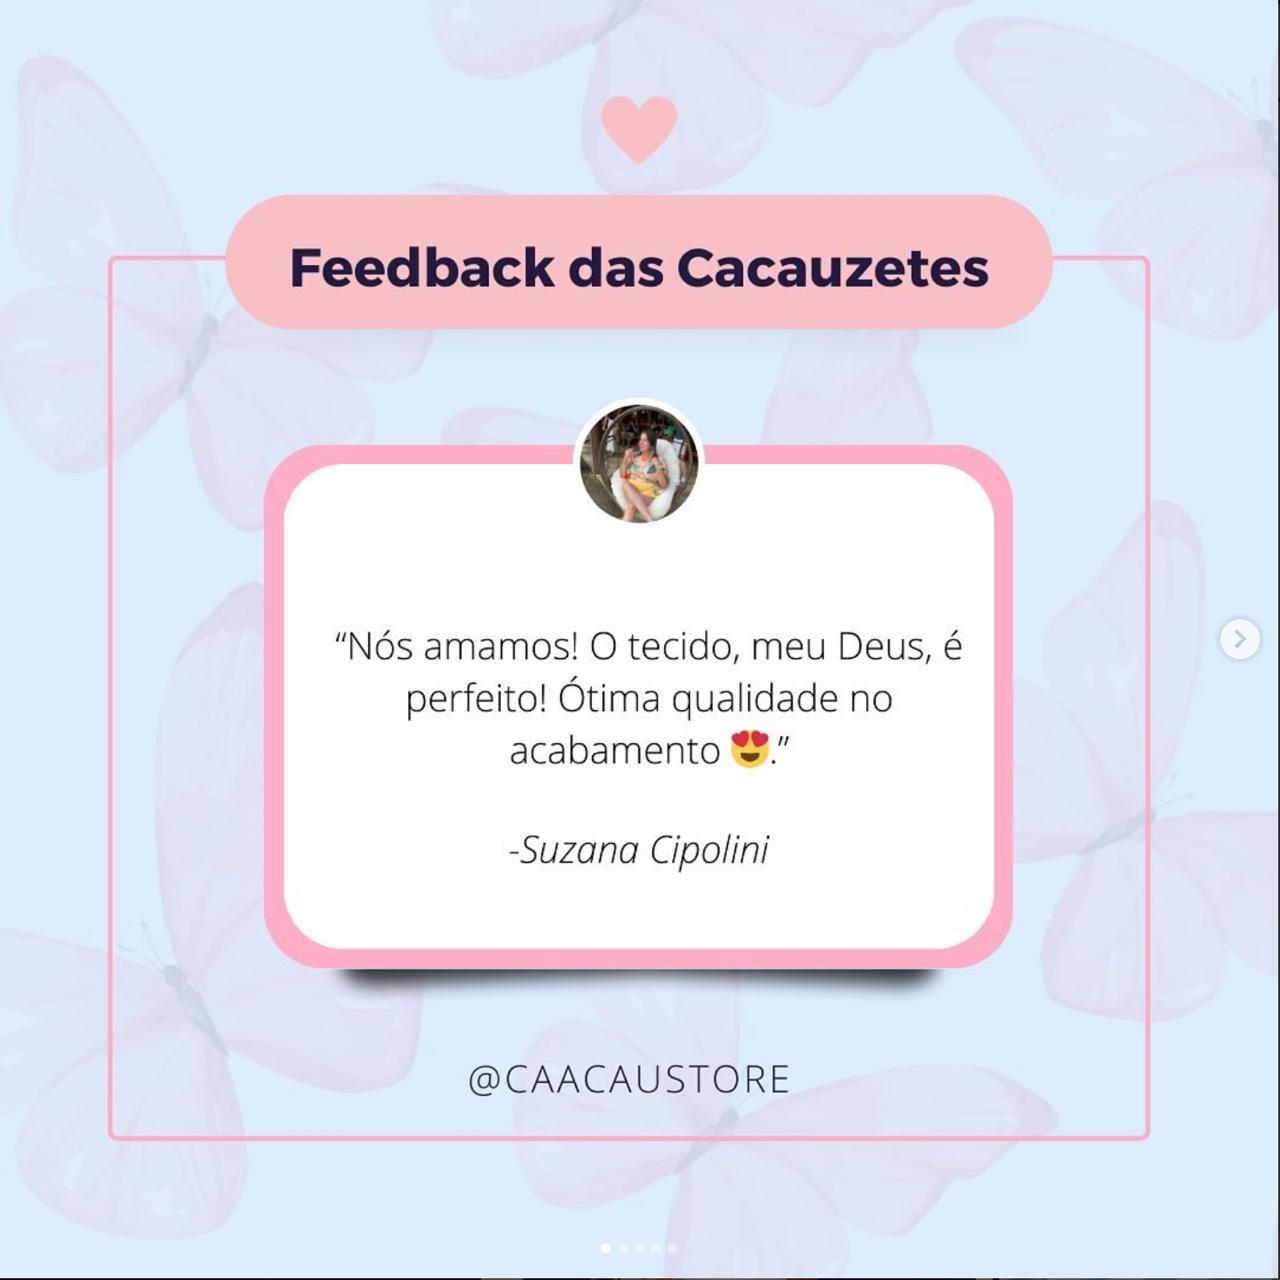 Feedback das Cacauzetes
“Nós amamos! O tecido, meu Deus, é
perfeito! Ótima qualidade no
acabamento 😍.”
-Suzana Cipolini
@CAACAUSTORE